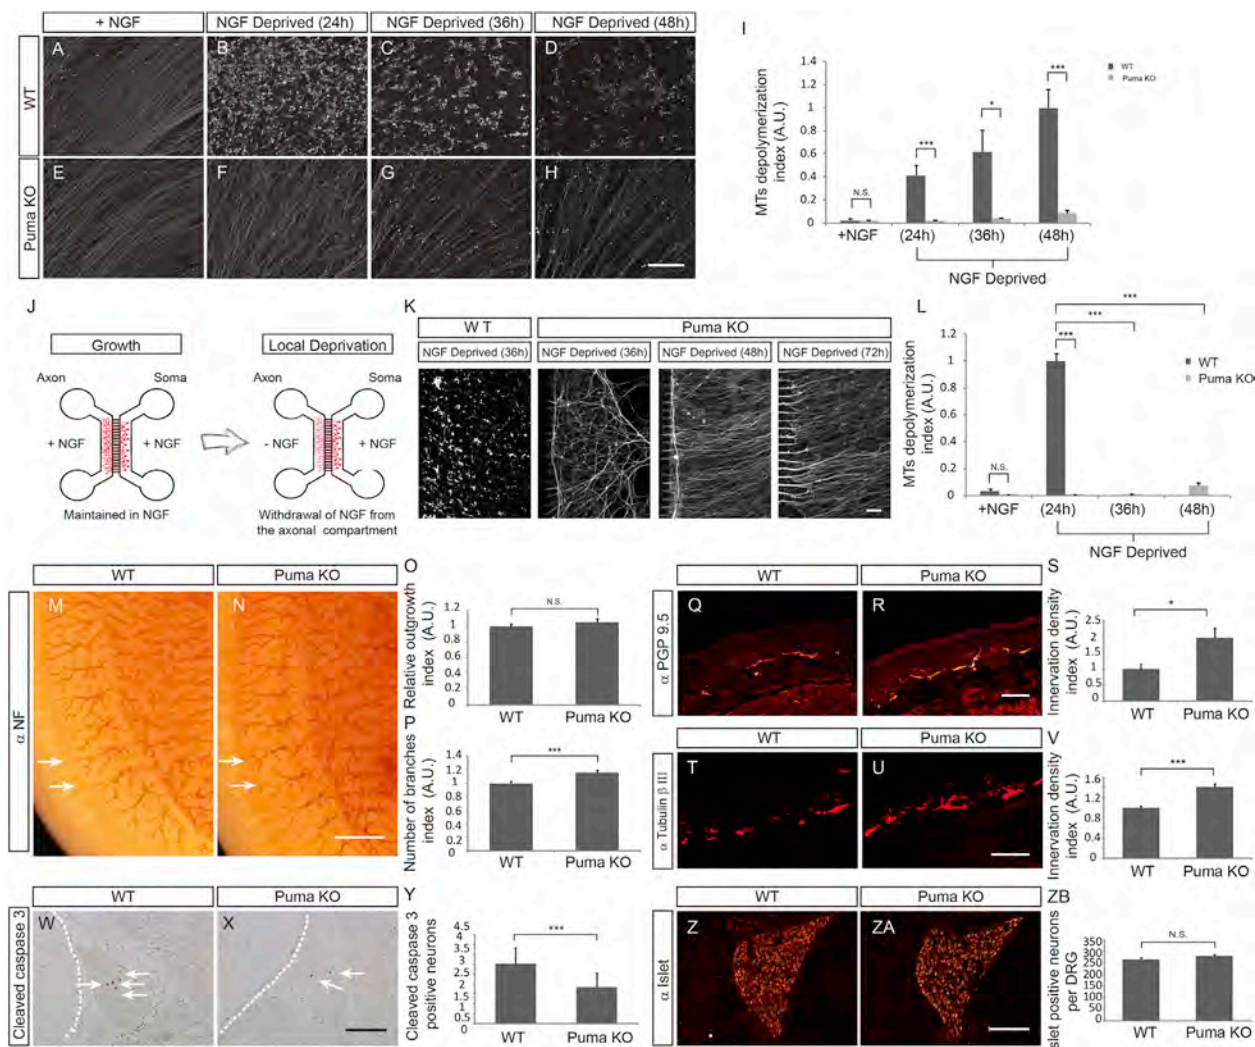 + NGF
NGF Deprived (24h)
NGF Deprived (36h)
NGF Deprived (48h)
WT
A
B
C
D
Puma KO
E
F
G
H
I
MTs depolymerization
index (A.U.)
1.4
1.2
1
0.8
0.6
0.4
0.2
0
N.S.
***
*
***
WT
Puma KO
+NGF
(24h)
(36h)
(48h)
NGF Deprived
J
Growth
Local Deprivation
Axon
Soma
Axon
Soma
+ NGF
+ NGF
- NGF
+ NGF
Maintained in NGF
Withdrawal of NGF from
the axonal compartment
K
W T
Puma KO
NGF Deprived (36h)
NGF Deprived (36h)
NGF Deprived (48h)
NGF Deprived (72h)
L
MTs depolymerization
index (A.U.)
1.2
1
0.8
0.6
0.4
0.2
0
N.S.
***
***
***
WT
Puma KO
+NGF
(24h)
(36h)
(48h)
NGF Deprived
WT
Puma KO
α NF
M
N
O
Relative outgrowth
index (A.U.)
1.2
1
0.8
0.6
0.4
0.2
0
N.S.
WT
Puma KO
P
Number of branches
index (A.U.)
1.4
1.2
1
0.8
0.6
0.4
0.2
0
***
WT
Puma KO
WT
Puma KO
α PGP 9.5
Q
R
S
Innervation density
index (A.U.)
2.5
2
1.5
1
0.5
0
*
WT
Puma KO
WT
Puma KO
α Tubulin β III
T
U
V
Innervation density
index (A.U.)
1.6
1.4
1.2
1
0.8
0.6
0.4
0.2
0
***
WT
Puma KO
WT
Puma KO
Cleaved caspase 3
W
X
Y
Cleaved caspase 3
positive neurons
4.5
4
3.5
3
2.5
2
1.5
1
0.5
0
***
WT
Puma KO
WT
Puma KO
α Islet
Z
ZA
ZB
slet positive neurons
per DRG
350
300
250
200
150
100
50
0
N.S.
WT
Puma KO